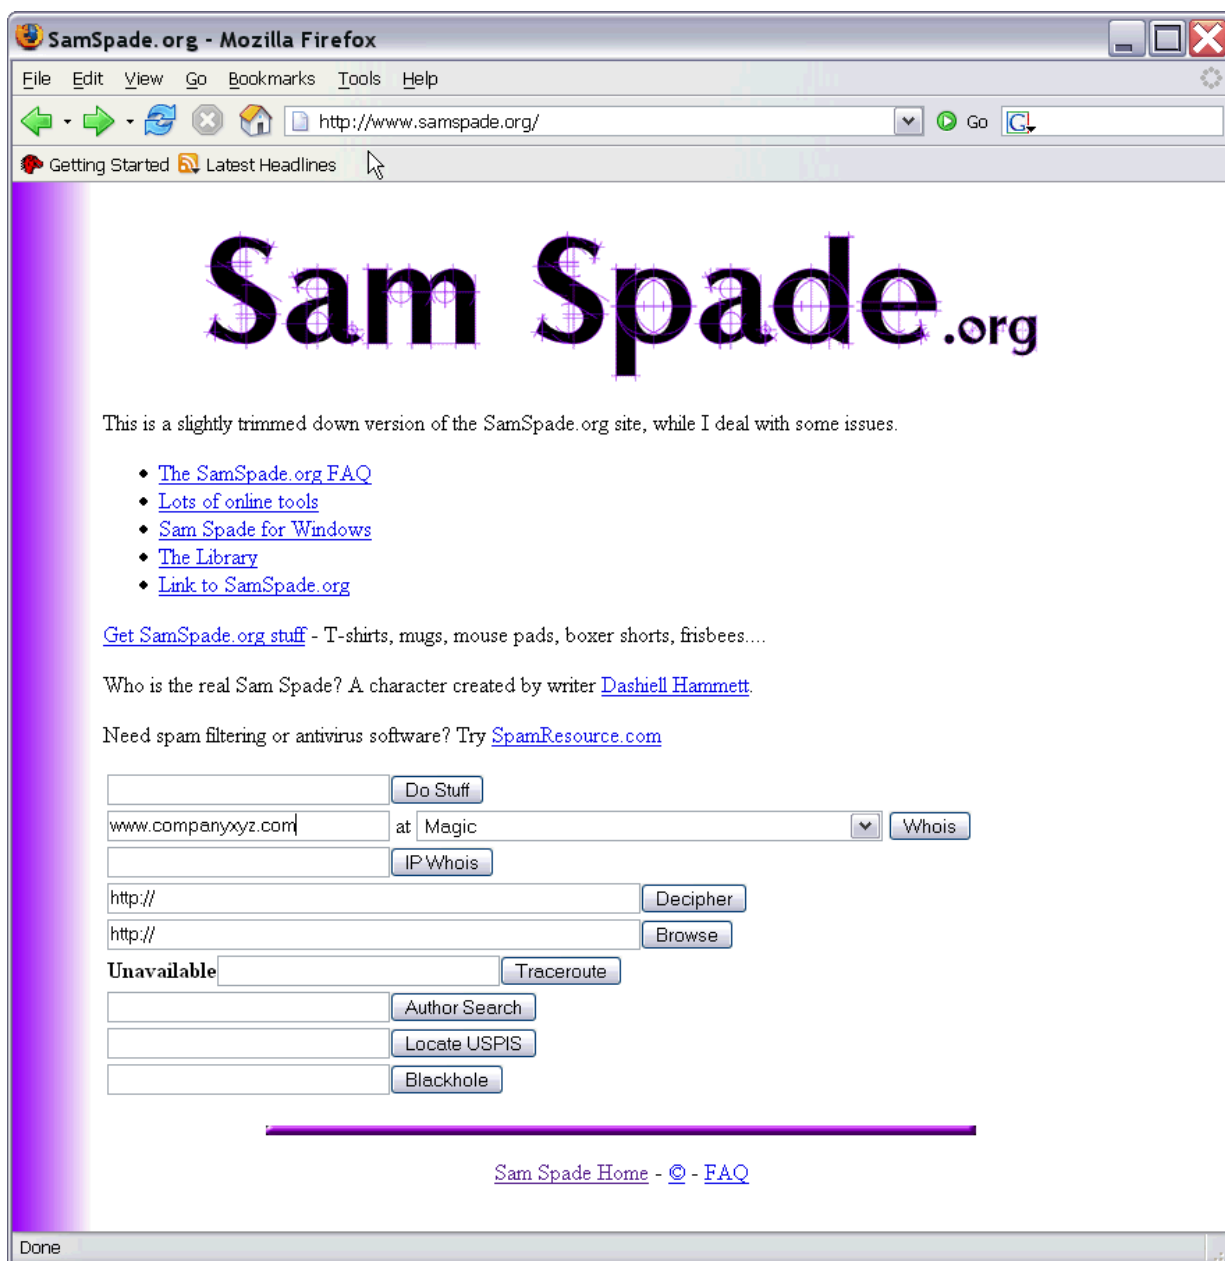 SamSpade.org - Mozilla Firefox
File Edit View Go Bookmarks Tools Help
http://www.samspade.org/ Go G
Getting Started Latest Headlines
Sam Spade.org
This is a slightly trimmed down version of the SamSpade.org site, while I deal with some issues.
The SamSpade.org FAQ
Lots of online tools
Sam Spade for Windows
The Library
Link to SamSpade.org
Get SamSpade.org stuff - T-shirts, mugs, mouse pads, boxer shorts, frisbees....
Who is the real Sam Spade? A character created by writer Dashiell Hammett.
Need spam filtering or antivirus software? Try SpamResource.com
Do Stuff
www.companyxyz.com at Magic Whois
IP Whois
http:// Decipher
http:// Browse
Unavailable Traceroute
Author Search
Locate USPIS
Blackhole
Sam Spade Home - © - FAQ
Done